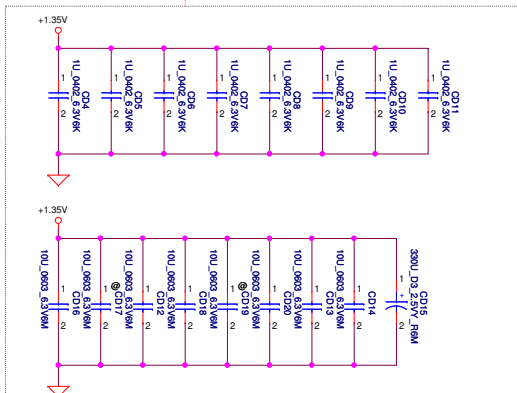 +1.35V
1
2
CD4
1U_0402_6.3V6K
1
2
CD5
1U_0402_6.3V6K
1
2
CD6
1U_0402_6.3V6K
1
2
CD7
1U_0402_6.3V6K
1
2
CD8
1U_0402_6.3V6K
1
2
CD9
1U_0402_6.3V6K
1
2
CD10
1U_0402_6.3V6K
1
2
CD11
1U_0402_6.3V6K
+1.35V
10U_0603_6.3V6M
1
2
CD16
10U_0603_6.3V6M
1
2
@
CD17
10U_0603_6.3V6M
1
2
CD12
10U_0603_6.3V6M
1
2
CD18
10U_0603_6.3V6M
1
2
@
CD19
10U_0603_6.3V6M
1
2
CD20
10U_0603_6.3V6M
1
2
CD13
10U_0603_6.3V6M
1
2
CD14
330U_D3_2.5VY_R6M
1
+
2
CD15